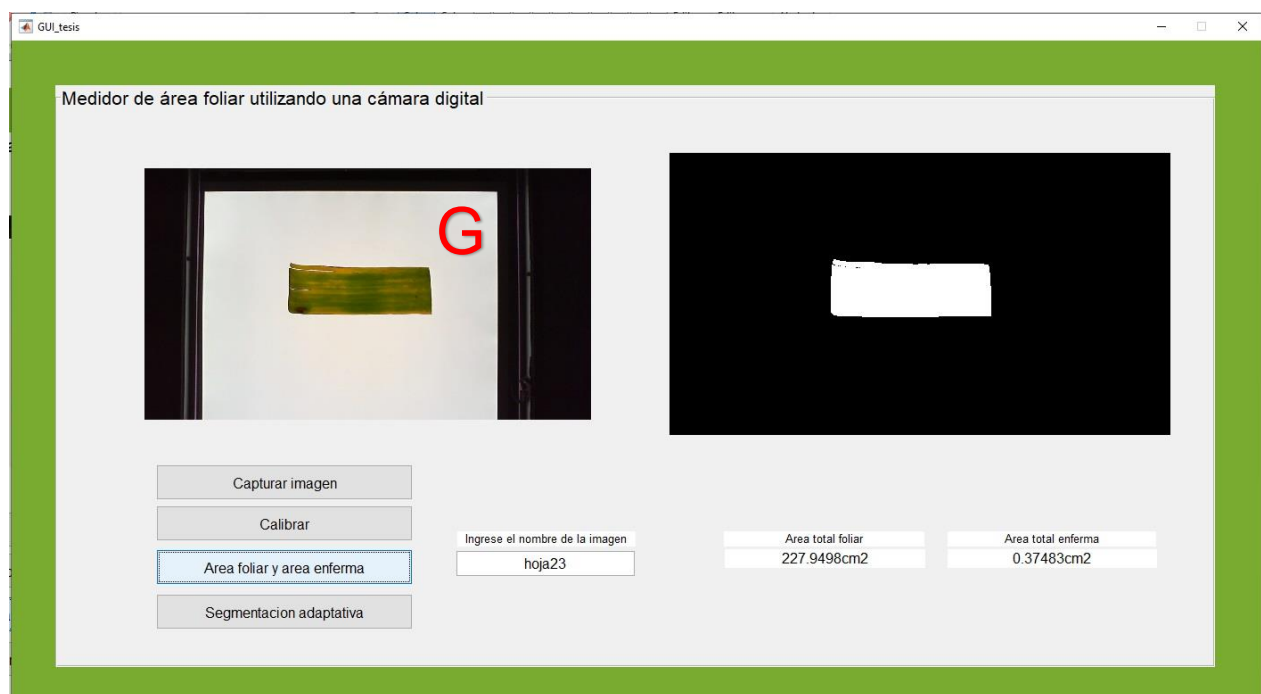 GUI_tesis
Medidor de área foliar utilizando una cámara digital
G
Capturar imagen
Calibrar
Area foliar y area enferma
Segmentacion adaptativa
Ingrese el nombre de la imagen
hoja23
Area total foliar
227.9498cm2
Area total enferma
0.37483cm2